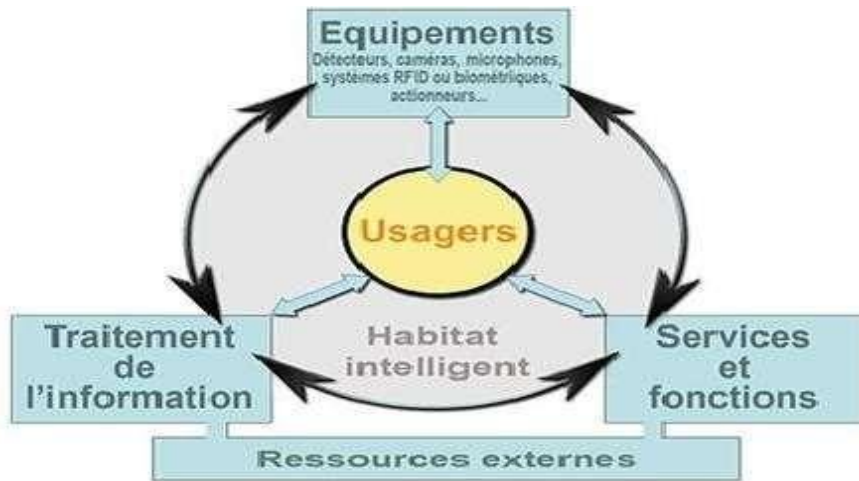 Equipements
Détecteurs, caméras, microphones,
systèmes RFID ou biométriques,
actionneurs...
Usagers
Traitement
de
l'information
Habitat
intelligent
Services
et
fonctions
Ressources externes